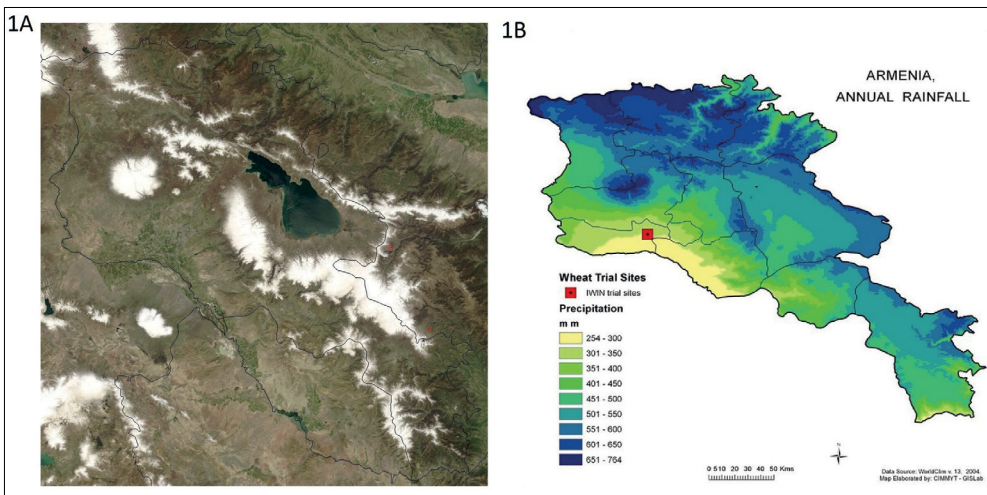 1A
1B
ARMENIA,
ANNUAL RAINFALL
Wheat Trial Sites
IWIN trial sites
Precipitation
m m
254 - 300
301 - 350
351 - 400
401 - 450
451 - 500
501 - 550
551 - 600
601 - 650
651 - 764
N
0 5 10 20 30 40 50 Kms
Data Source: WorldClim v. 13, 2004.
Map Elaborated by: CIMMYT - GISLab